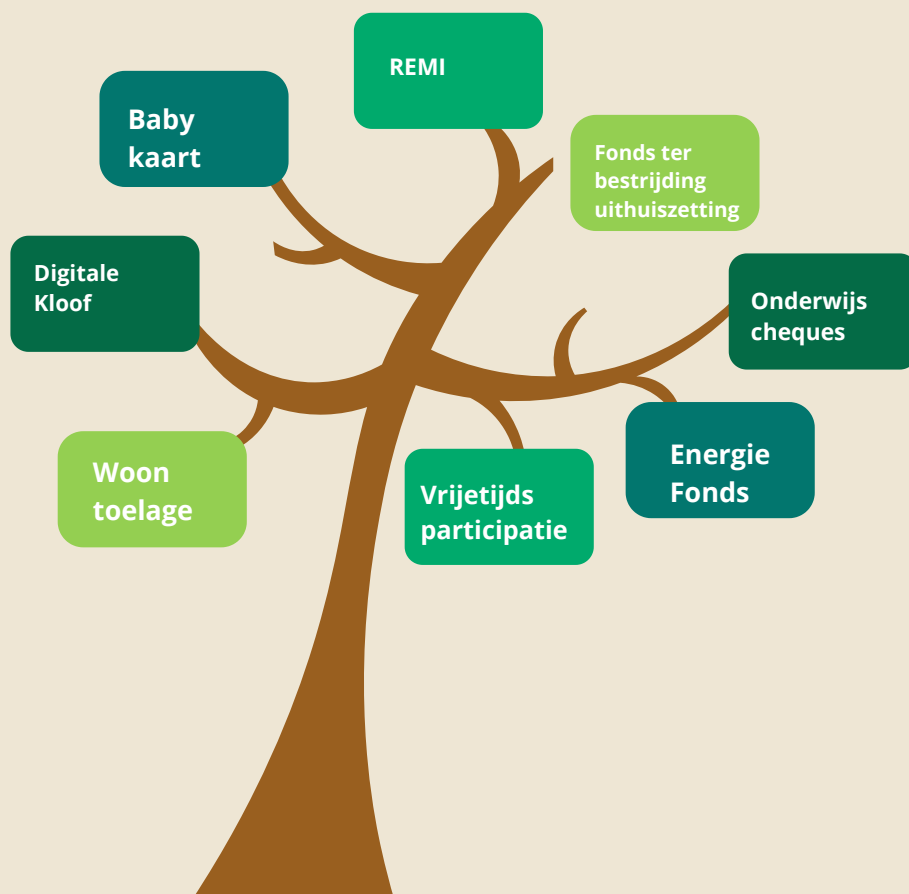 REMI
Baby
kaart
Fonds ter
bestrijding
uithuiszetting
Digitale
Kloof
Onderwijs
cheques
Woon
toelage
Vrijetijds
participatie
Energie
Fonds